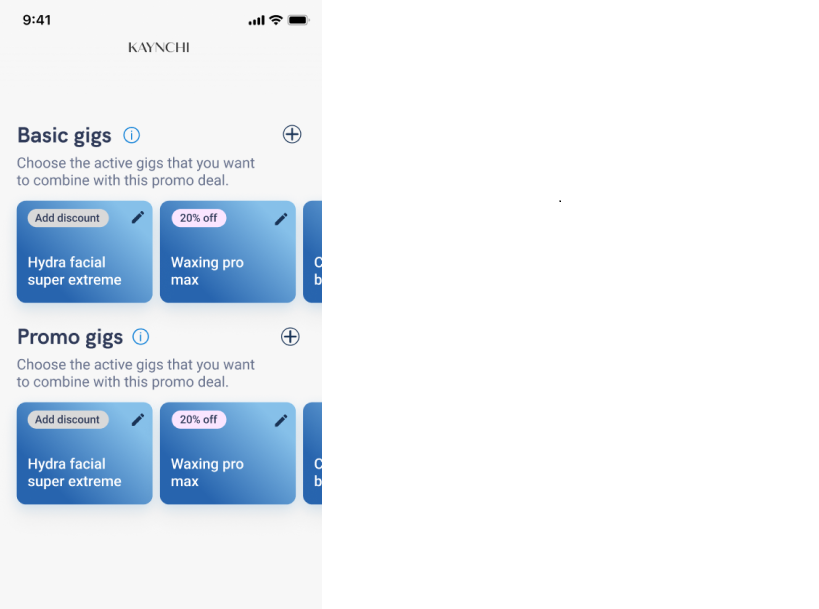 9:41
KAYNCHI
Basic gigs
Choose the active gigs that you want
to combine with this promo deal.
Add discount
Hydra facial
super extreme
20% off
Waxing pro
max
C
b
Promo gigs
Choose the active gigs that you want
to combine with this promo deal.
Add discount
Hydra facial
super extreme
20% off
Waxing pro
max
C
b
.